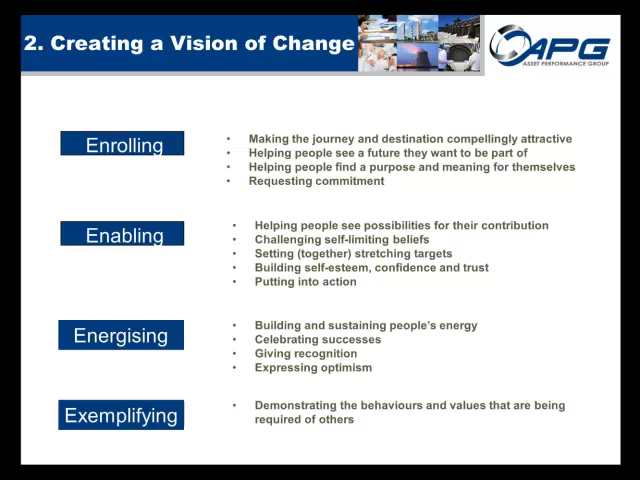 2. Creating a Vision of Change
APG
ASSET PERFORMANCE GROUP
Enrolling
• Making the journey and destination compellingly attractive
• Helping people see a future they want to be part of
• Helping people find a purpose and meaning for themselves
• Requesting commitment
Enabling
• Helping people see possibilities for their contribution
• Challenging self-limiting beliefs
• Setting (together) stretching targets
• Building self-esteem, confidence and trust
• Putting into action
Energising
• Building and sustaining people's energy
• Celebrating successes
• Giving recognition
• Expressing optimism
Exemplifying
• Demonstrating the behaviours and values that are being
required of others